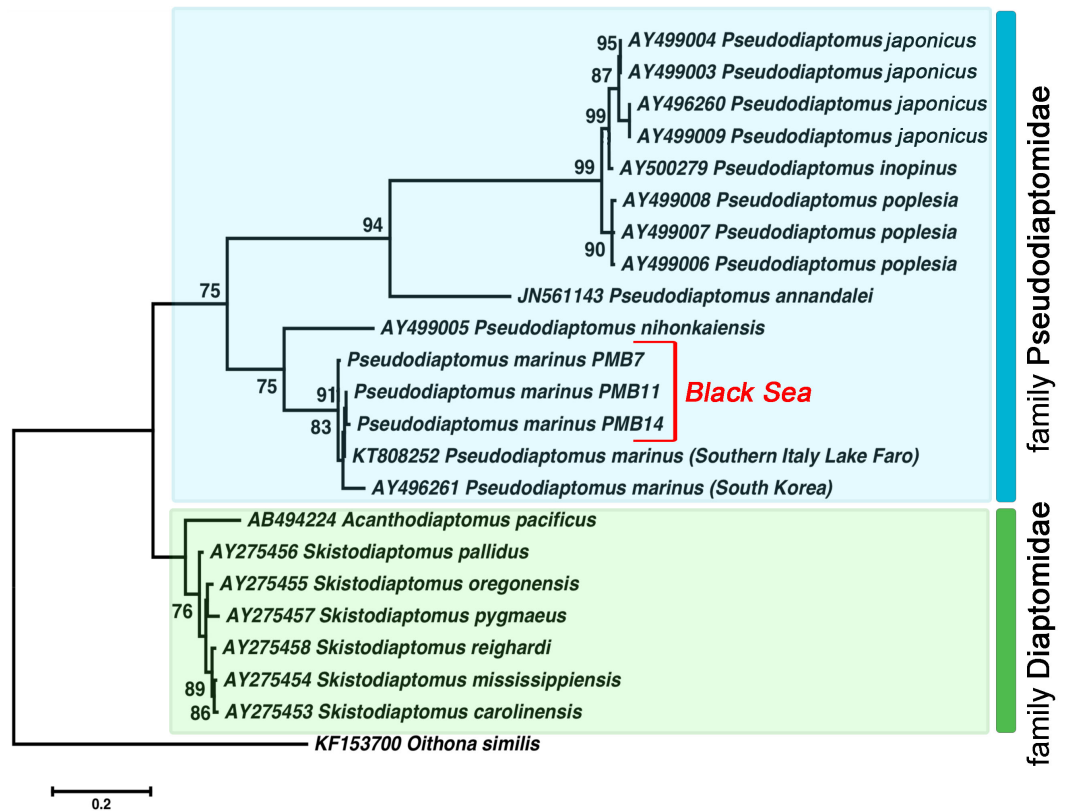 95
AY499004 Pseudodiaptomus japonicus
87
AY499003 Pseudodiaptomus japonicus
AY496260 Pseudodiaptomus japonicus
99
AY499009 Pseudodiaptomus japonicus
99
AY500279 Pseudodiaptomus inopinus
AY499008 Pseudodiaptomus poplesia
94
AY499007 Pseudodiaptomus poplesia
90
AY499006 Pseudodiaptomus poplesia
75
JN561143 Pseudodiaptomus annandalei
AY499005 Pseudodiaptomus nihonkaiensis
Pseudodiaptomus marinus PMB7
75
91
Pseudodiaptomus marinus PMB11
Black Sea
83
Pseudodiaptomus marinus PMB14
KT808252 Pseudodiaptomus marinus (Southern Italy Lake Faro)
AY496261 Pseudodiaptomus marinus (South Korea)
family Pseudodiaptomidae
AB494224 Acanthodiaptomus pacificus
AY275456 Skistodiaptomus pallidus
AY275455 Skistodiaptomus oregonensis
76
AY275457 Skistodiaptomus pygmaeus
AY275458 Skistodiaptomus reighardi
AY275454 Skistodiaptomus mississippiensis
89
86
AY275453 Skistodiaptomus carolinensis
family Diaptomidae
KF153700 Oithona similis
0.2